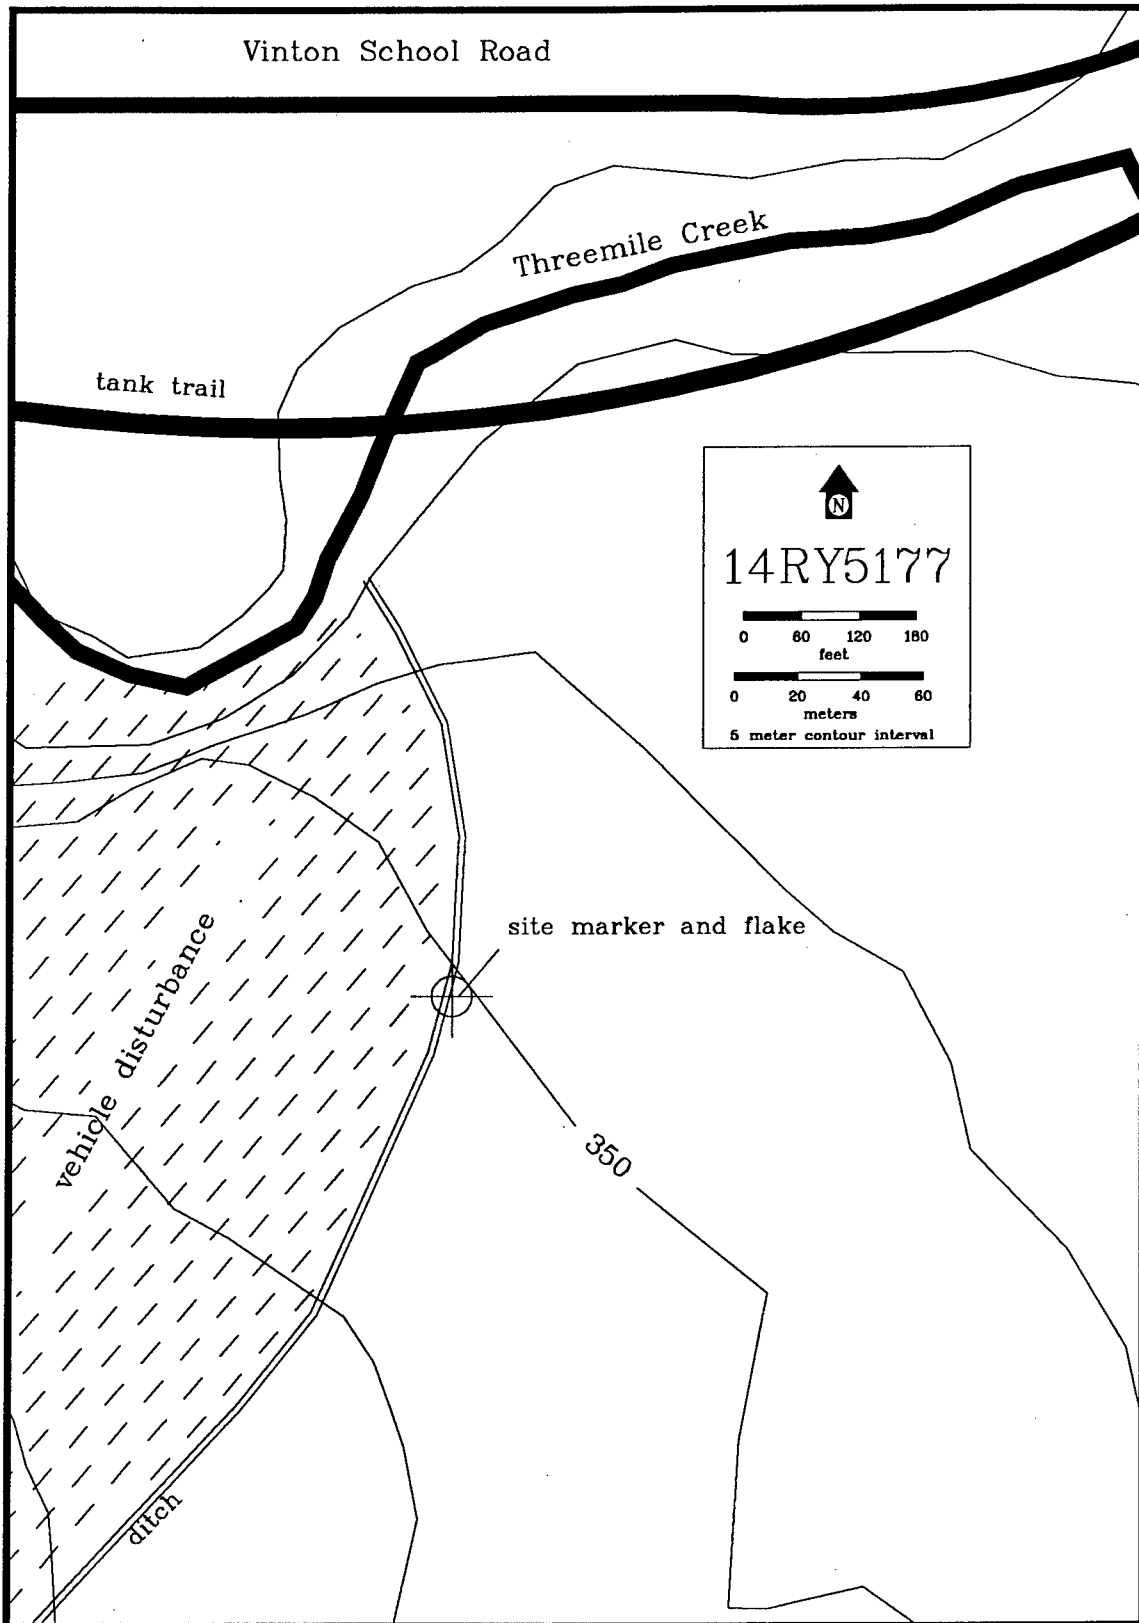 Vinton School Road
Threemile Creek
tank trail
N
14RY5177
0 60 120 180
feet
0 20 40 60
meters
5 meter contour interval
site marker and flake
vehicle disturbance
350
ditch